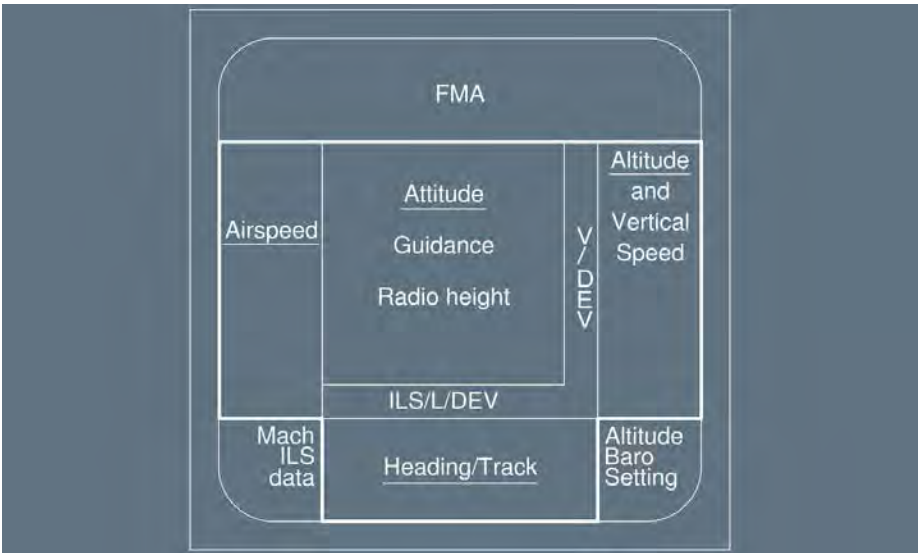 FMA
Airspeed
Attitude
Guidance
Radio height
V/DEV
Altitude
and
Vertical
Speed
ILS/L/DEV
Mach
ILS
data
Heading/Track
Altitude
Baro
Setting